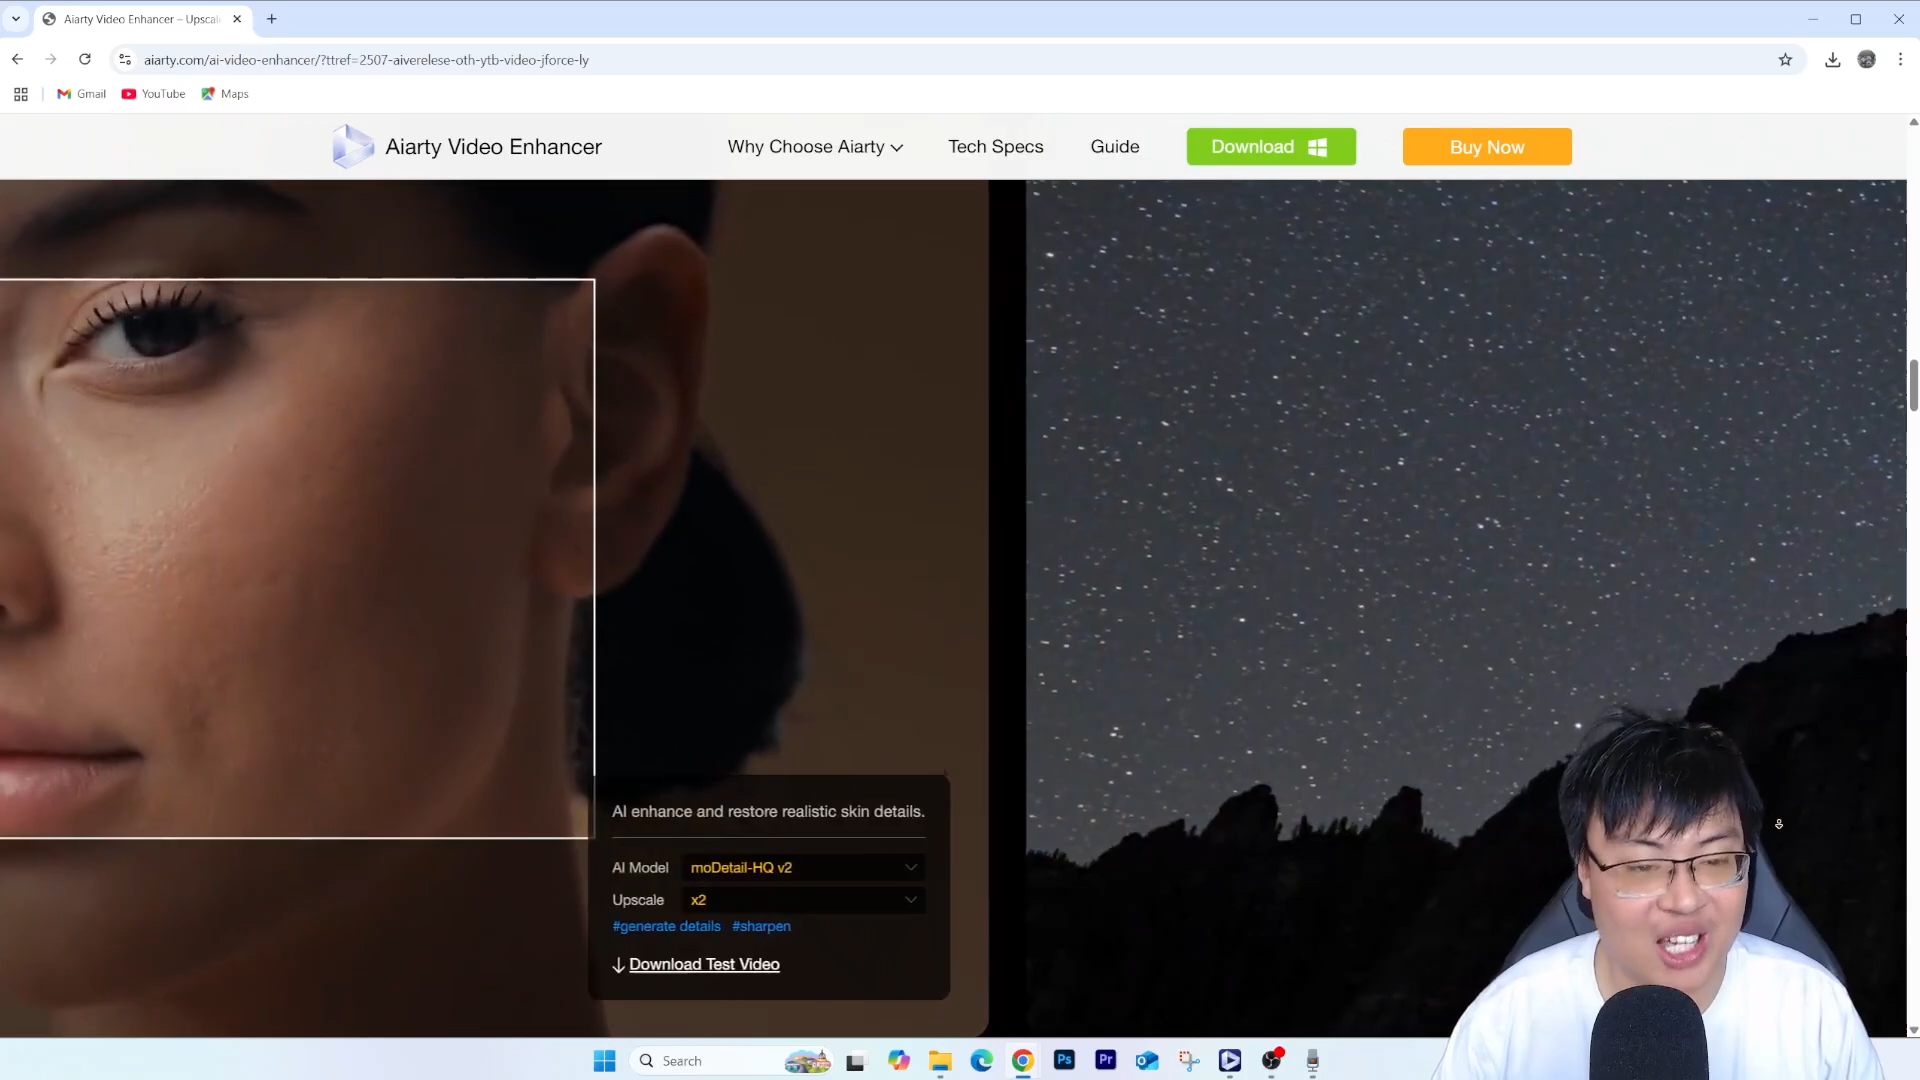 Aiarty Video Enhancer – Upscal
aiarty.com/ai-video-enhancer/?ttref=2507-aiverelese-oth-ytb-video-jforce-ly
Gmail YouTube Maps
Aiarty Video Enhancer Why Choose Aiarty Tech Specs Guide Download Buy Now
AI enhance and restore realistic skin details.
AI Model moDetail-HQ v2
Upscale x2
#generate details #sharpen
Download Test Video
Search Ps Pr